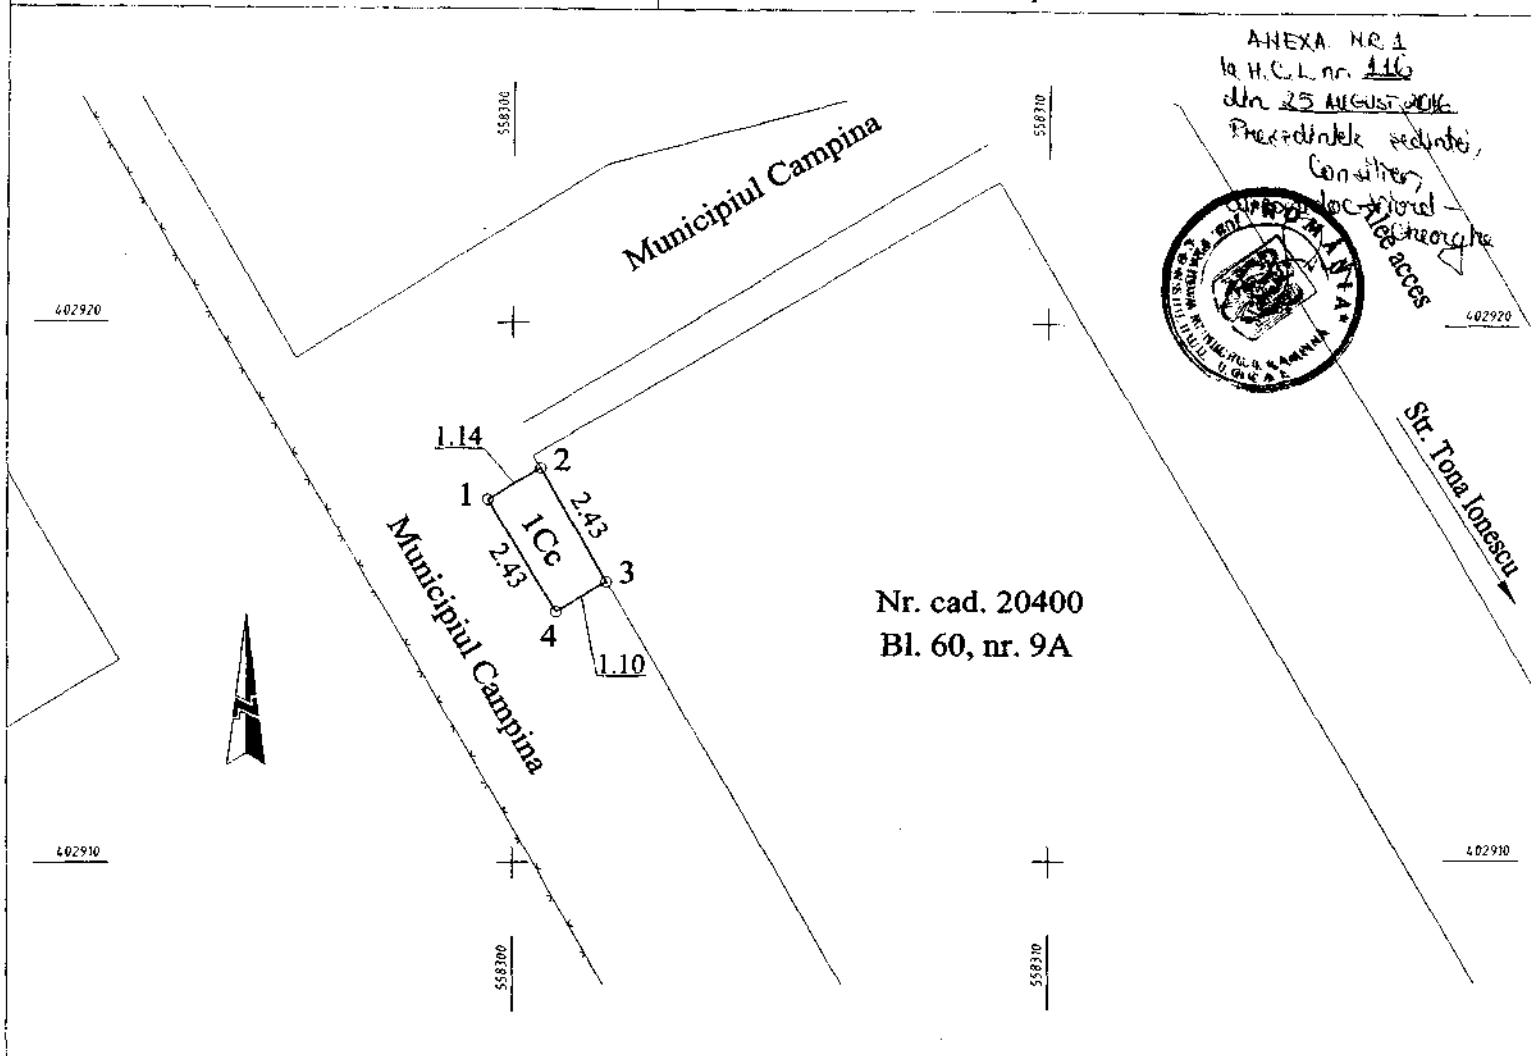 ANEXA NR 1
la H.C.L nr. 116
din 25 AUGUST 2016
Presedintele sedintei,
Consilier,
Gheorghe
558300
558310
Municipiul Campina
ROMÂNIA
Alee acces
402920
402920
1.14
2
1
2.43
1Cc
2.43
3
4
1.10
Municipiul Campina
Nr. cad. 20400
Bl. 60, nr. 9A
Str. Tona Ionescu
402910
402910
558300
558310